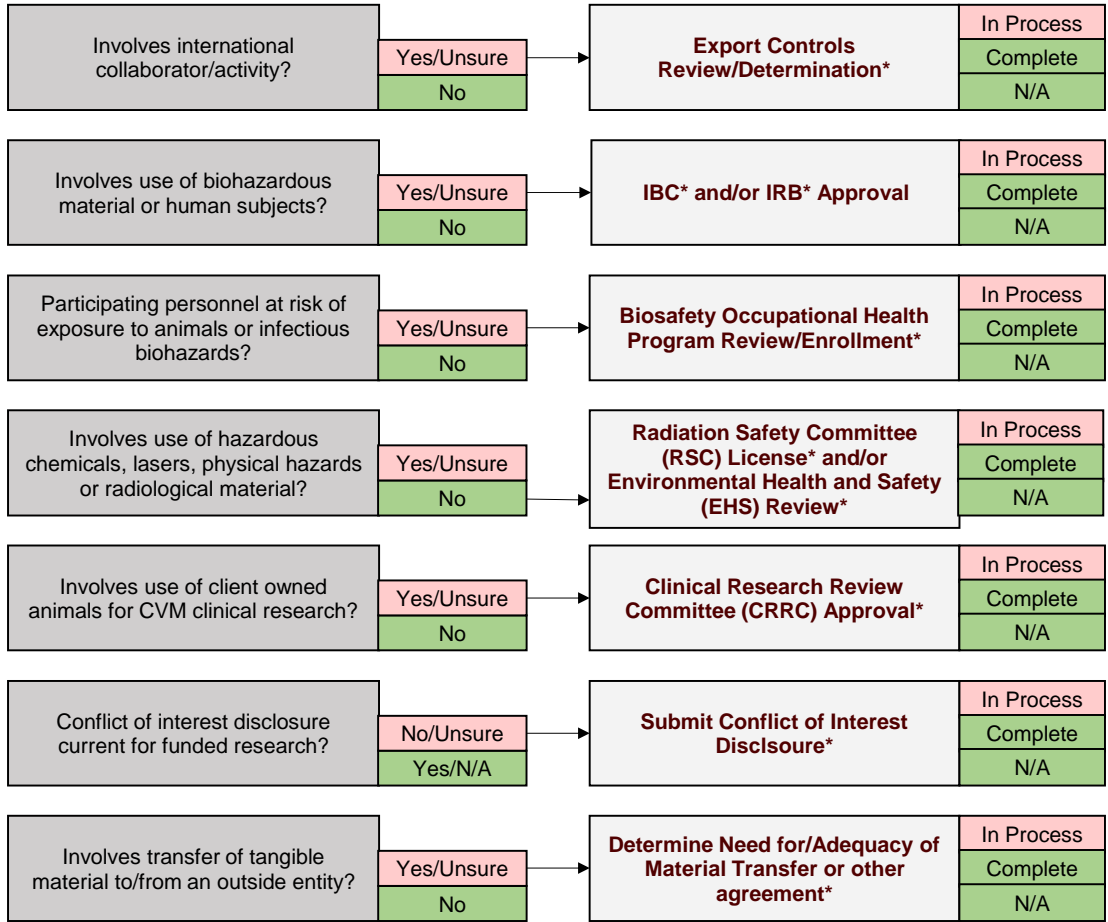 Involves international
collaborator/activity?
Yes/Unsure
No
Export Controls
Review/Determination*
In Process
Complete
N/A
Involves use of biohazardous
material or human subjects?
Yes/Unsure
No
IBC* and/or IRB* Approval
In Process
Complete
N/A
Participating personnel at risk of
exposure to animals or infectious
biohazards?
Yes/Unsure
No
Biosafety Occupational Health
Program Review/Enrollment*
In Process
Complete
N/A
Involves use of hazardous
chemicals, lasers, physical hazards
or radiological material?
Yes/Unsure
No
Radiation Safety Committee
(RSC) License* and/or
Environmental Health and Safety
(EHS) Review*
In Process
Complete
N/A
Involves use of client owned
animals for CVM clinical research?
Yes/Unsure
No
Clinical Research Review
Committee (CRRC) Approval*
In Process
Complete
N/A
Conflict of interest disclosure
current for funded research?
No/Unsure
Yes/N/A
Submit Conflict of Interest
Disclsoure*
In Process
Complete
N/A
Involves transfer of tangible
material to/from an outside entity?
Yes/Unsure
No
Determine Need for/Adequacy of
Material Transfer or other
agreement*
In Process
Complete
N/A